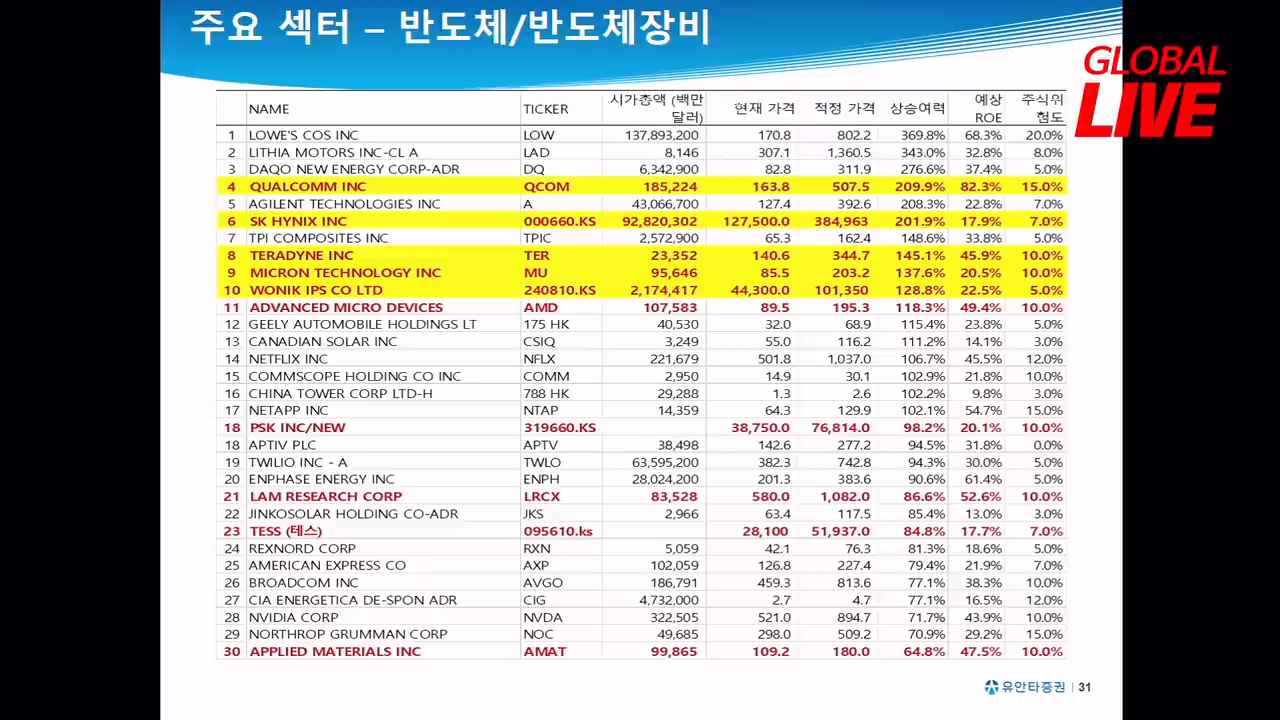 주요 섹터 – 반도체/반도체장비
GLOBAL
LIVE
NAME TICKER 시가총액 (백만 달러) 현재 가격 적정 가격 상승여력 예상 ROE 주식위험도
1 LOWE'S COS INC LOW 137,893,200 170.8 802.2 369.8% 68.3% 20.0%
2 LITHIA MOTORS INC-CL A LAD 8,146 307.1 1,360.5 343.0% 32.8% 8.0%
3 DAQO NEW ENERGY CORP-ADR DQ 6,342,900 82.8 311.9 276.6% 37.4% 5.0%
4 QUALCOMM INC QCOM 185,224 163.8 507.5 209.9% 82.3% 15.0%
5 AGILENT TECHNOLOGIES INC A 43,066,700 127.4 392.6 208.3% 22.8% 7.0%
6 SK HYNIX INC 000660.KS 92,820,302 127,500.0 384,963 201.9% 17.9% 7.0%
7 TPI COMPOSITES INC TPIC 2,572,900 65.3 162.4 148.6% 33.8% 5.0%
8 TERADYNE INC TER 23,352 140.6 344.7 145.1% 45.9% 10.0%
9 MICRON TECHNOLOGY INC MU 95,646 85.5 203.2 137.6% 20.5% 10.0%
10 WONIK IPS CO LTD 240810.KS 2,174,417 44,300.0 101,350 128.8% 22.5% 5.0%
11 ADVANCED MICRO DEVICES AMD 107,583 89.5 195.3 118.3% 49.4% 10.0%
12 GEELY AUTOMOBILE HOLDINGS LT 175 HK 40,530 32.0 68.9 115.4% 23.8% 5.0%
13 CANADIAN SOLAR INC CSIQ 3,249 55.0 116.2 111.2% 14.1% 3.0%
14 NETFLIX INC NFLX 221,679 501.8 1,037.0 106.7% 45.5% 12.0%
15 COMMSCOPE HOLDING CO INC COMM 2,950 14.9 30.1 102.9% 21.8% 10.0%
16 CHINA TOWER CORP LTD-H 788 HK 29,288 1.3 2.6 102.2% 9.8% 3.0%
17 NETAPP INC NTAP 14,359 64.3 129.9 102.1% 54.7% 15.0%
18 PSK INC/NEW 319660.KS 38,750.0 76,814.0 98.2% 20.1% 10.0%
18 APTIV PLC APTV 38,498 142.6 277.2 94.5% 31.8% 0.0%
19 TWILIO INC - A TWLO 63,595,200 382.3 742.8 94.3% 30.0% 5.0%
20 ENPHASE ENERGY INC ENPH 28,024,200 201.3 383.6 90.6% 61.4% 5.0%
21 LAM RESEARCH CORP LRCX 83,528 580.0 1,082.0 86.6% 52.6% 10.0%
22 JINKOSOLAR HOLDING CO-ADR JKS 2,966 63.4 117.5 85.4% 13.0% 3.0%
23 TESS (테스) 095610.ks 28,100 51,937.0 84.8% 17.7% 7.0%
24 REXNORD CORP RXN 5,059 42.1 76.3 81.3% 18.6% 5.0%
25 AMERICAN EXPRESS CO AXP 102,059 126.8 227.4 79.4% 21.9% 7.0%
26 BROADCOM INC AVGO 186,791 459.3 813.6 77.1% 38.3% 10.0%
27 CIA ENERGETICA DE-SPON ADR CIG 4,732,000 2.7 4.7 77.1% 16.5% 12.0%
28 NVIDIA CORP NVDA 322,505 521.0 894.7 71.7% 43.9% 10.0%
29 NORTHROP GRUMMAN CORP NOC 49,685 298.0 509.2 70.9% 29.2% 15.0%
30 APPLIED MATERIALS INC AMAT 99,865 109.2 180.0 64.8% 47.5% 10.0%
유안타증권 31